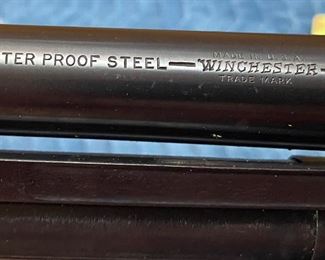 MADE IN U.S.A.
TER PROOF STEEL—WINCHESTER-
TRADE MARK